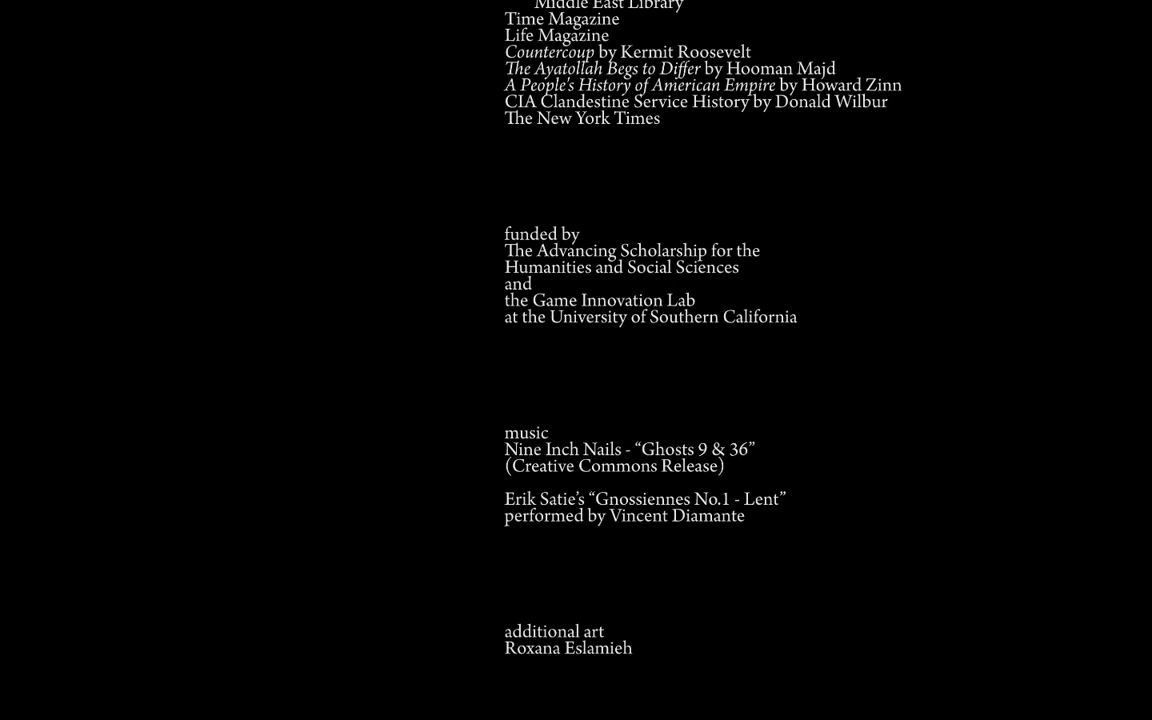 Middle East Library
Time Magazine
Life Magazine
Countercoup by Kermit Roosevelt
The Ayatollah Begs to Differ by Hooman Majd
A People's History of American Empire by Howard Zinn
CIA Clandestine Service History by Donald Wilbur
The New York Times
funded by
The Advancing Scholarship for the
Humanities and Social Sciences
and
the Game Innovation Lab
at the University of Southern California
music
Nine Inch Nails - “Ghosts 9 & 36”
(Creative Commons Release)
Erik Satie’s “Gnossiennes No.1 - Lent”
performed by Vincent Diamante
additional art
Roxana Eslamieh